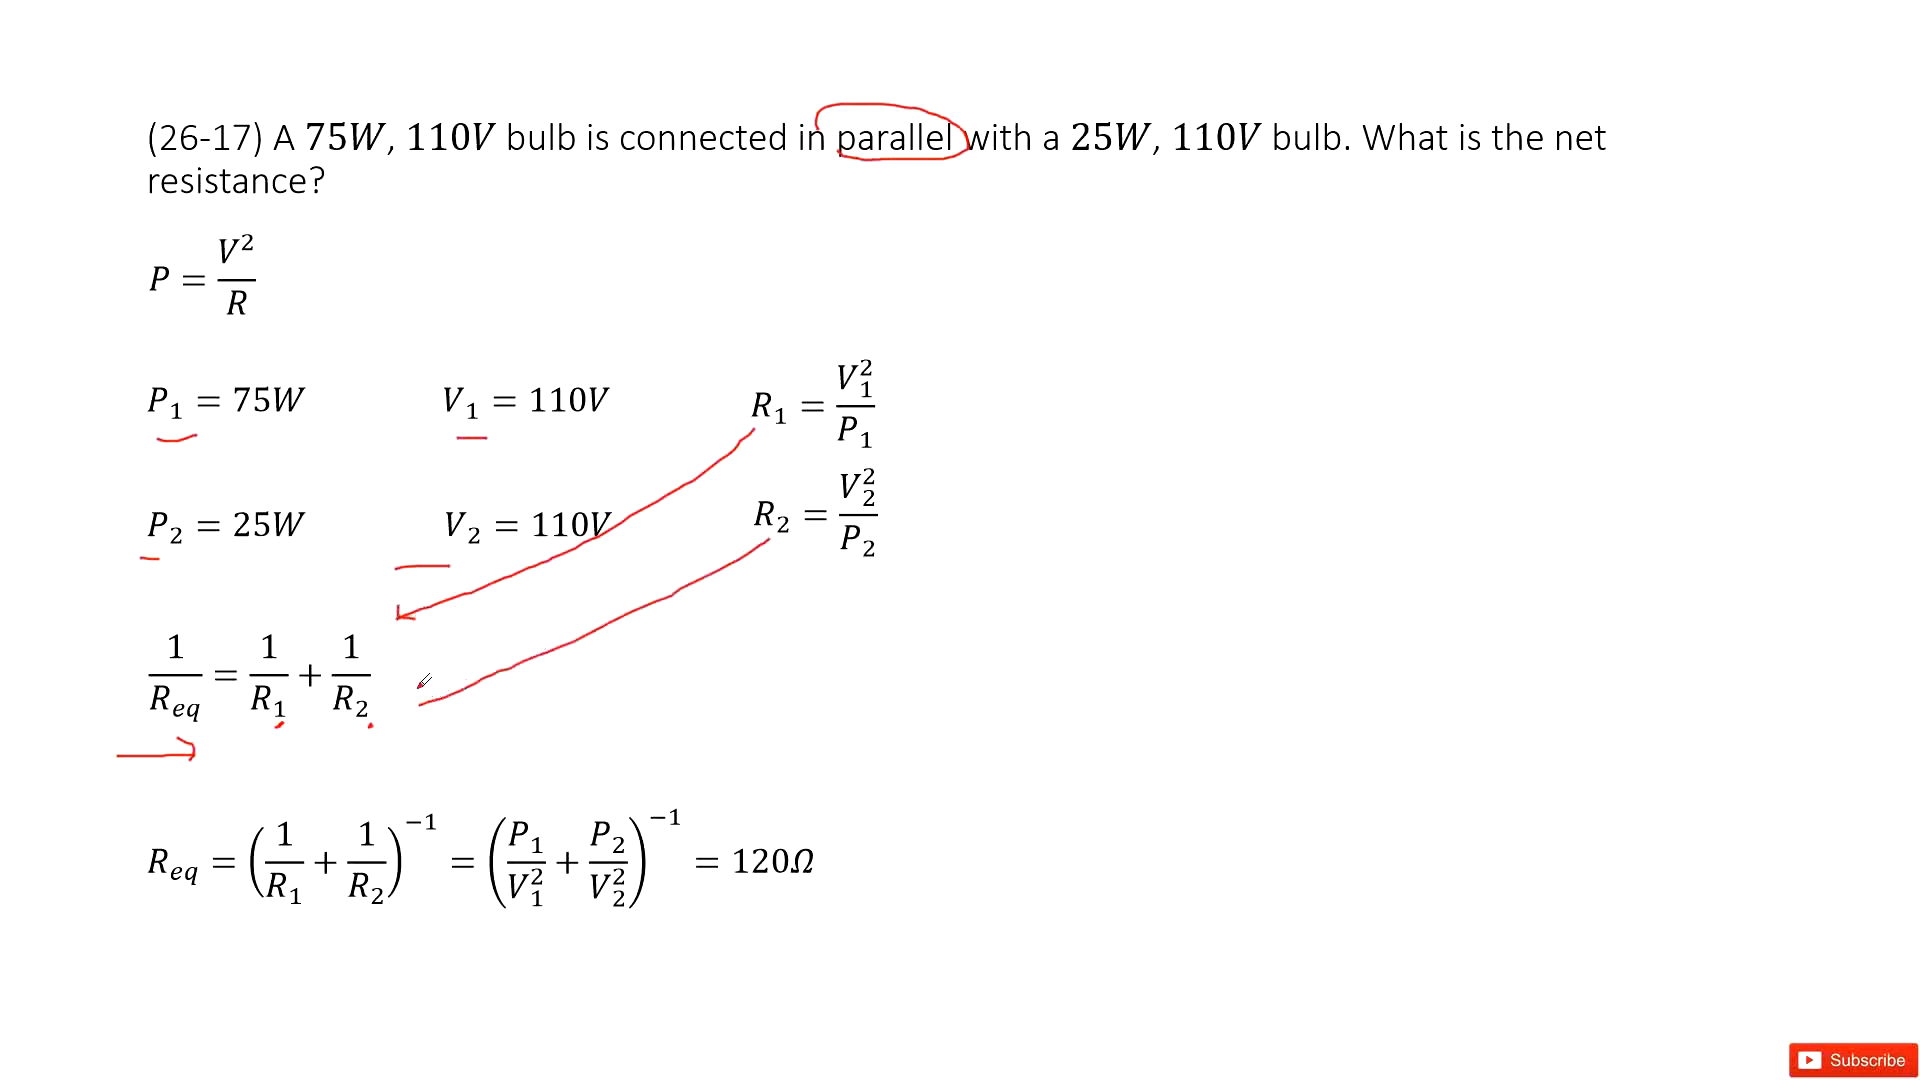 (26-17) A 75W, 110V bulb is connected in parallel with a 25W, 110V bulb. What is the net
resistance?
P = V²/R
P₁ = 75W V₁ = 110V R₁ = V₁²/P₁
P₂ = 25W V₂ = 110V R₂ = V₂²/P₂
1/R_eq = 1/R₁ + 1/R₂
R_eq = (1/R₁ + 1/R₂)⁻¹ = (P₁/V₁² + P₂/V₂²)⁻¹ = 120Ω
Subscribe